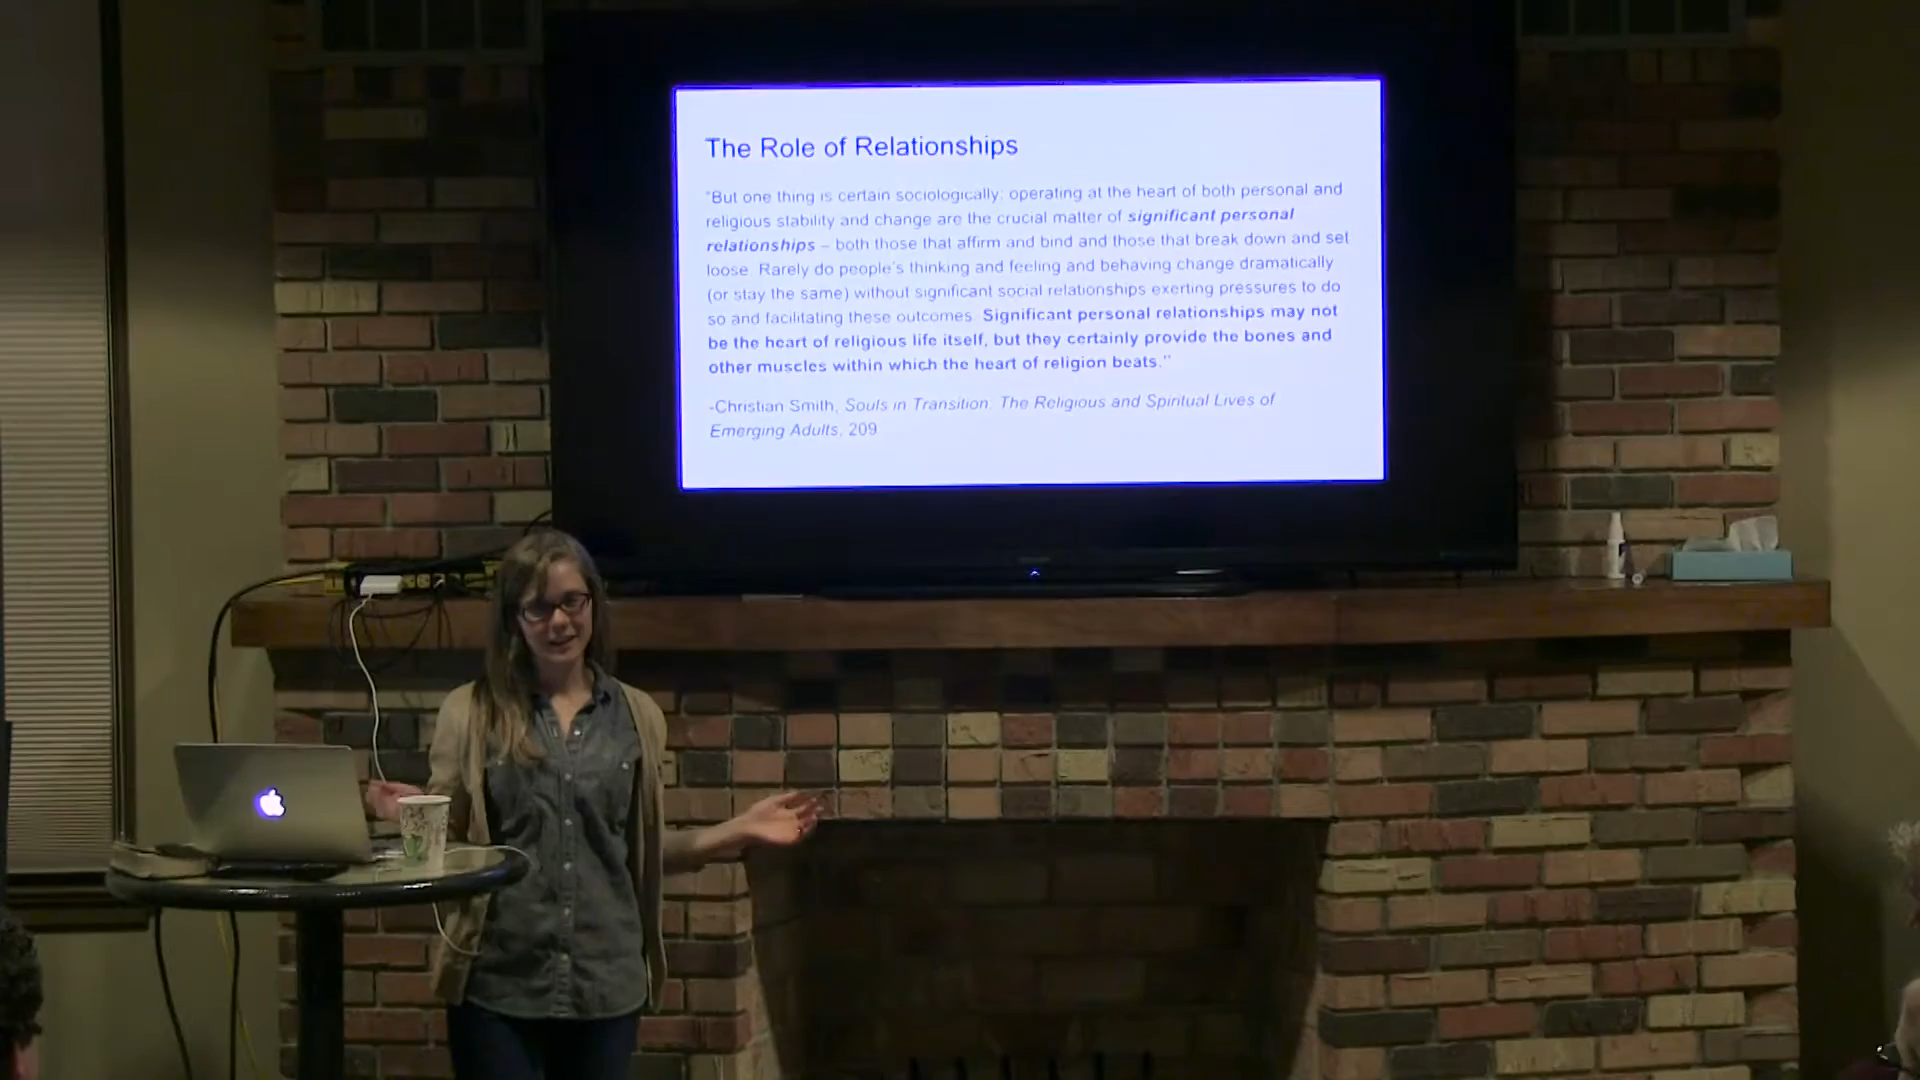 The Role of Relationships
"But one thing is certain sociologically: operating at the heart of both personal and
religious stability and change are the crucial matter of significant personal
relationships – both those that affirm and bind and those that break down and set
loose. Rarely do people's thinking and feeling and behaving change dramatically
(or stay the same) without significant social relationships exerting pressures to do
so and facilitating these outcomes. Significant personal relationships may not
be the heart of religious life itself, but they certainly provide the bones and
other muscles within which the heart of religion beats."
-Christian Smith, Souls in Transition: The Religious and Spiritual Lives of
Emerging Adults, 209